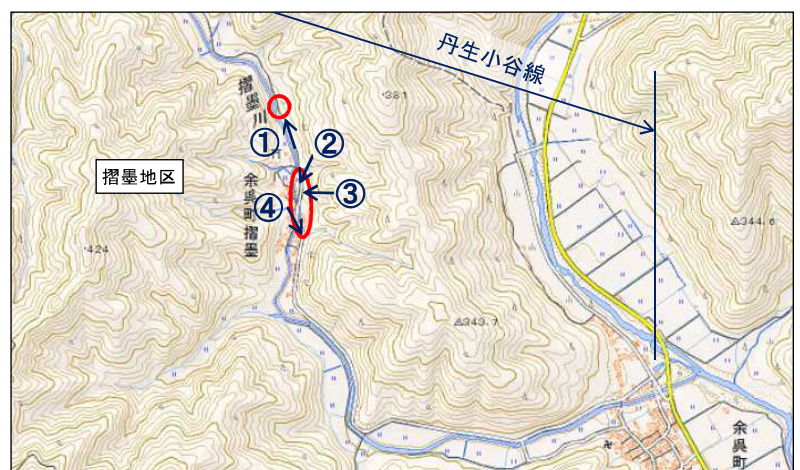 丹生小谷線
・381
摺墨川
①
②
摺墨地区
③
余呉町摺墨
④
△344.6
・424
△343.7
余呉町